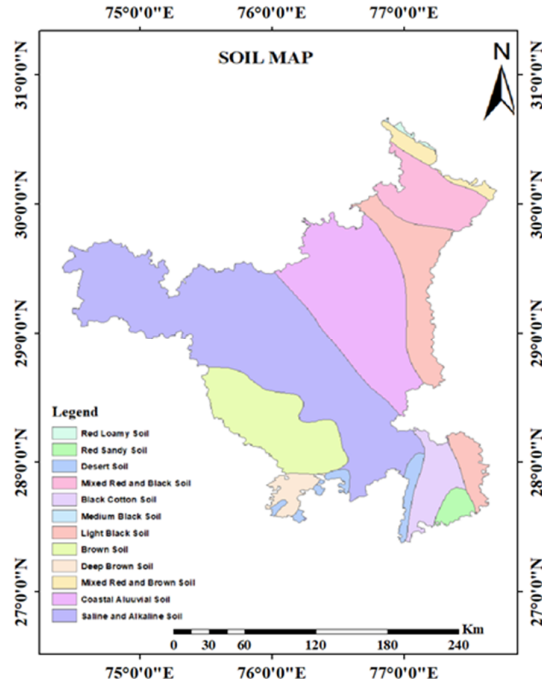 75°0'0"E 76°0'0"E 77°0'0"E
SOIL MAP
N
31°0'0"N
31°0'0"N
30°0'0"N
30°0'0"N
29°0'0"N
29°0'0"N
28°0'0"N
28°0'0"N
27°0'0"N
27°0'0"N
Legend
Red Loamy Soil
Red Sandy Soil
Desert Soil
Mixed Red and Black Soil
Black Cotton Soil
Medium Black Soil
Light Black Soil
Brown Soil
Deep Brown Soil
Mixed Red and Brown Soil
Coastal Aluuvial Soil
Saline and Alkaline Soil
Km
0 30 60 120 180 240
75°0'0"E 76°0'0"E 77°0'0"E